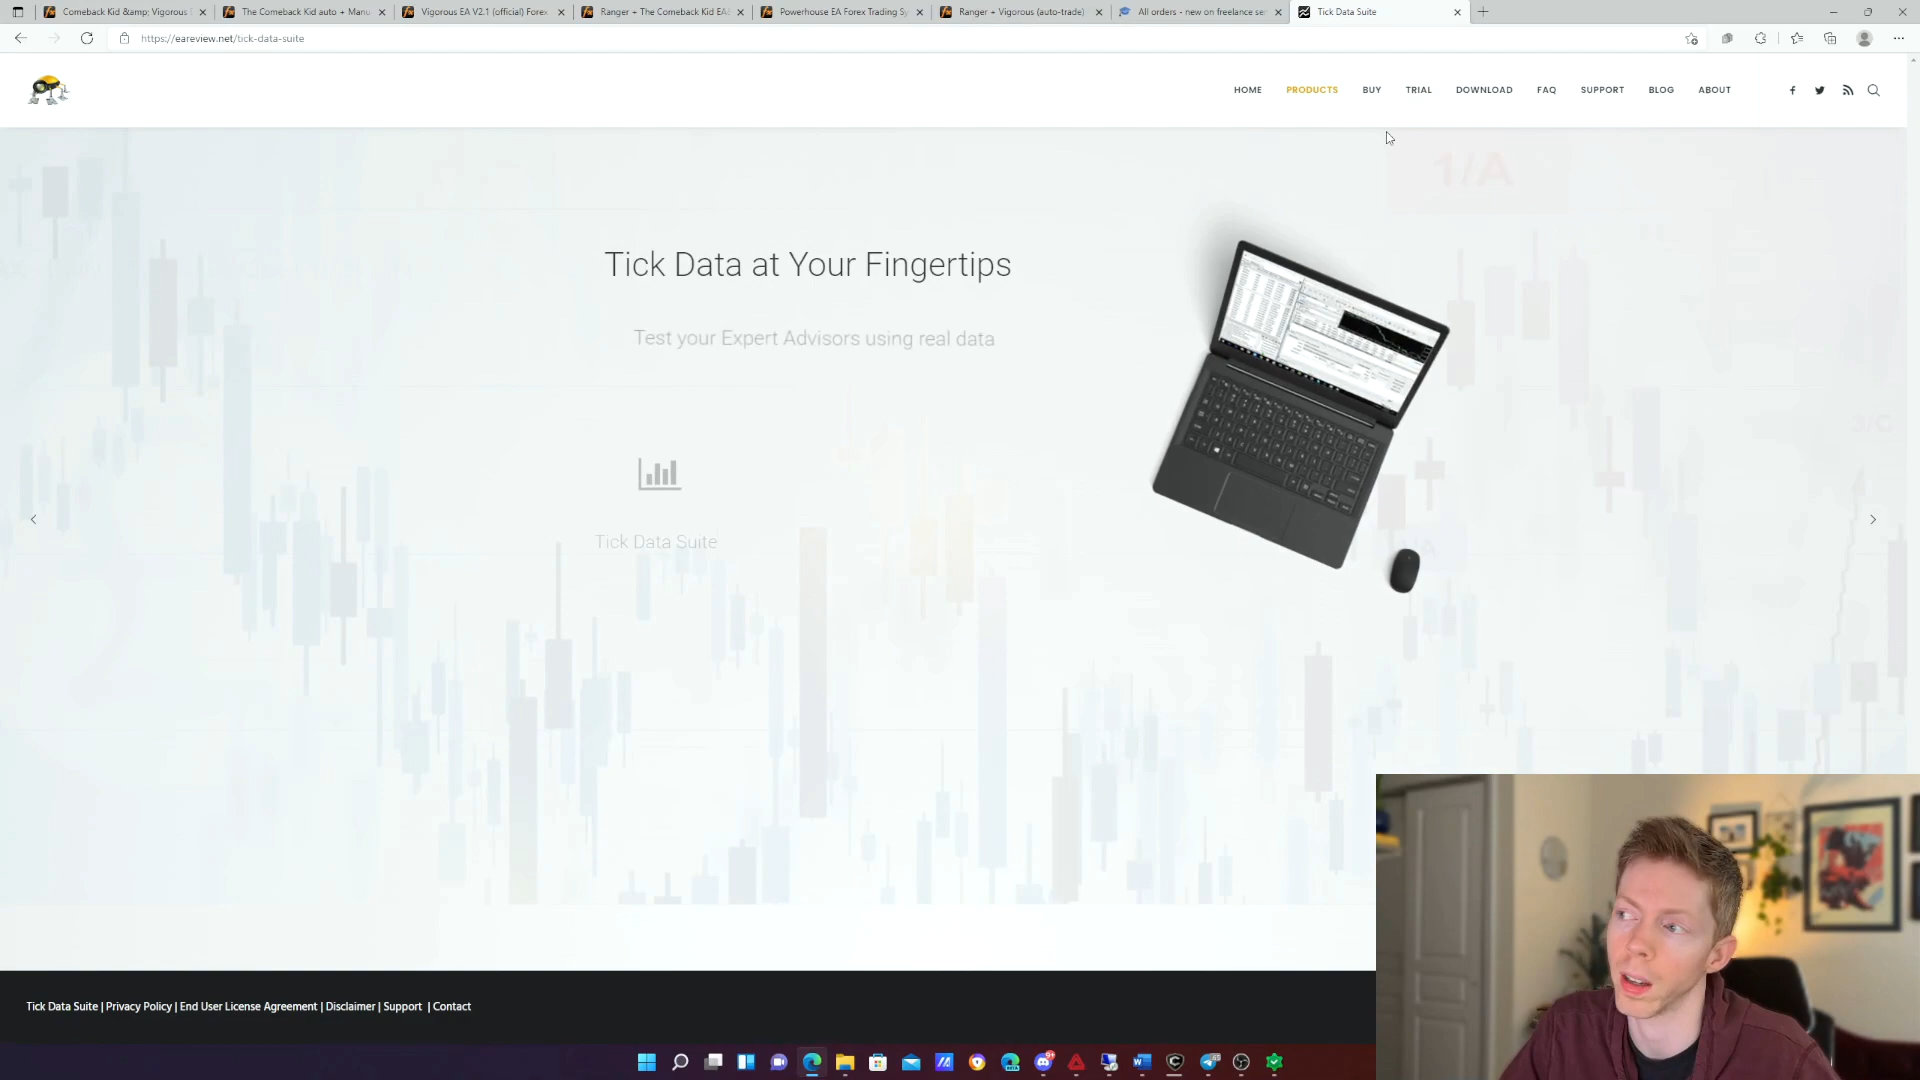 Comeback Kid &amp; Vigorous
The Comeback Kid auto + Manu
Vigorous EA V2.1 (official) Forex
Ranger + The Comeback Kid EA
Powerhouse EA Forex Trading Sy
Ranger + Vigorous (auto-trade)
All orders - new on freelance ser
Tick Data Suite
https://eareview.net/tick-data-suite
HOME
PRODUCTS
BUY
TRIAL
DOWNLOAD
FAQ
SUPPORT
BLOG
ABOUT
1/A
Tick Data at Your Fingertips
Test your Expert Advisors using real data
Tick Data Suite
Tick Data Suite | Privacy Policy | End User License Agreement | Disclaimer | Support | Contact